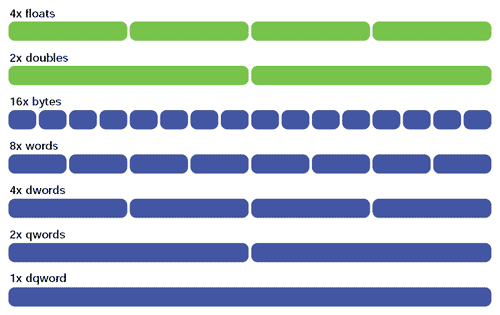 4x floats
2x doubles
16x bytes
8x words
4x dwords
2x qwords
1x dqword